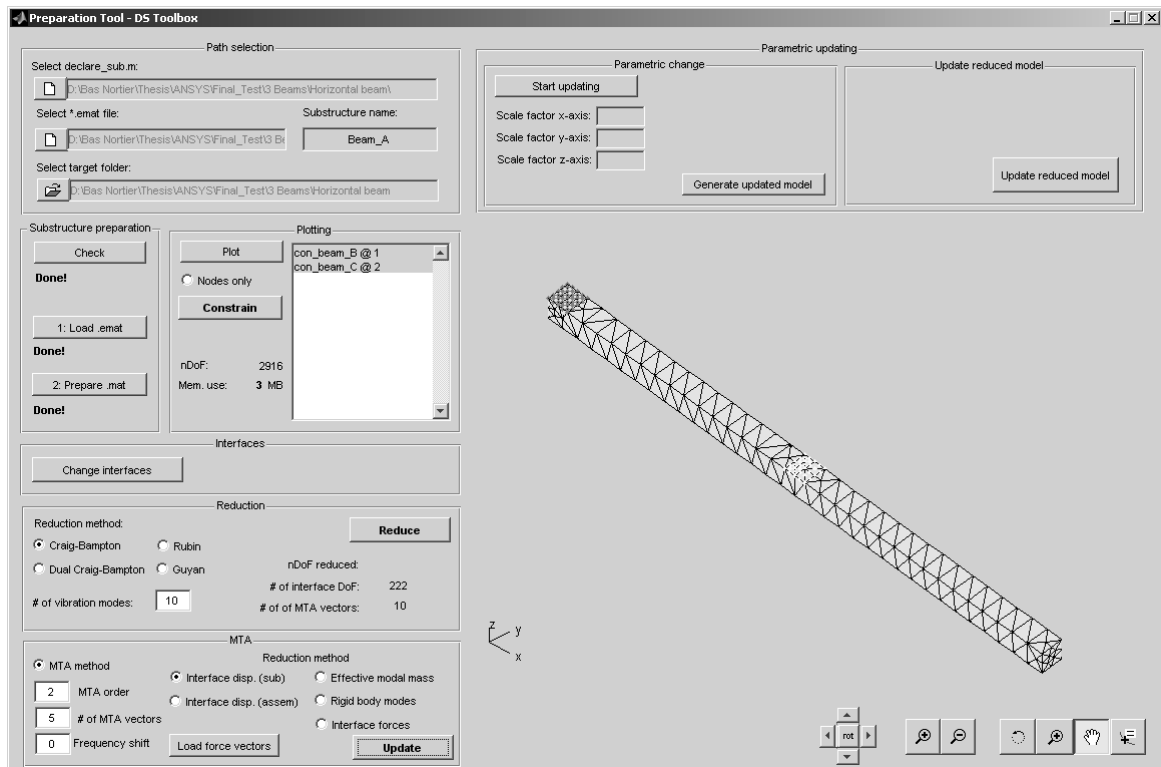 Preparation Tool - DS Toolbox
Path selection
Select declare_sub.m:
D:\Bas Nortier\Thesis\ANSYS\Final_Test\3 Beams\Horizontal beam\
Select *.emat file:
Substructure name:
D:\Bas Nortier\Thesis\ANSYS\Final_Test\3 Be
Beam_A
Select target folder:
D:\Bas Nortier\Thesis\ANSYS\Final_Test\3 Beams\Horizontal beam
Parametric updating
Parametric change
Start updating
Scale factor x-axis:
Scale factor y-axis:
Scale factor z-axis:
Generate updated model
Update reduced model
Update reduced model
Substructure preparation
Check
Done!
1: Load .emat
Done!
2: Prepare .mat
Done!
Plotting
Plot
Nodes only
Constrain
nDoF: 2916
Mem. use: 3 MB
con_beam_B @ 1
con_beam_C @ 2
Interfaces
Change interfaces
Reduction
Reduction method:
Craig-Bampton
Rubin
Dual Craig-Bampton
Guyan
# of vibration modes: 10
Reduce
nDoF reduced:
# of interface DoF: 222
# of of MTA vectors: 10
MTA
MTA method
2 MTA order
5 # of MTA vectors
0 Frequency shift
Reduction method
Interface disp. (sub)
Effective modal mass
Interface disp. (assem)
Rigid body modes
Interface forces
Load force vectors
Update
z
y
x
rot